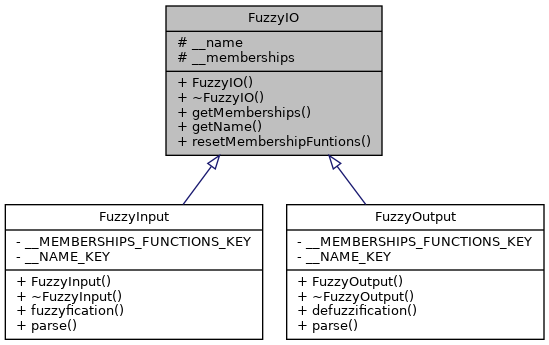 FuzzyIO
# __name
# __memberships
+ FuzzyIO()
+ ~FuzzyIO()
+ getMemberships()
+ getName()
+ resetMembershipFuntions()
FuzzyInput
- __MEMBERSHIPS_FUNCTIONS_KEY
- __NAME_KEY
+ FuzzyInput()
+ ~FuzzyInput()
+ fuzzyfication()
+ parse()
FuzzyOutput
- __MEMBERSHIPS_FUNCTIONS_KEY
- __NAME_KEY
+ FuzzyOutput()
+ ~FuzzyOutput()
+ defuzzification()
+ parse()